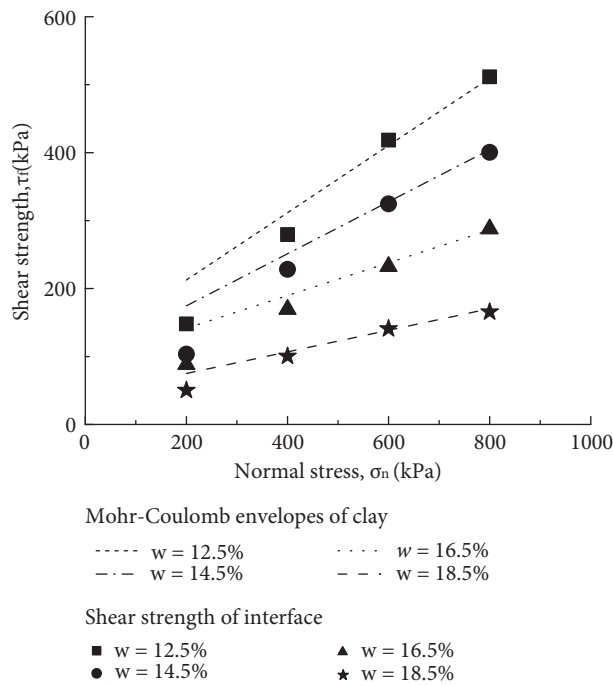 600
400
200
0
Shear strength,τf(kPa)
0 200 400 600 800 1000
Normal stress, σn (kPa)
Mohr-Coulomb envelopes of clay
w = 12.5% w = 16.5%
w = 14.5% w = 18.5%
Shear strength of interface
w = 12.5% w = 16.5%
w = 14.5% w = 18.5%